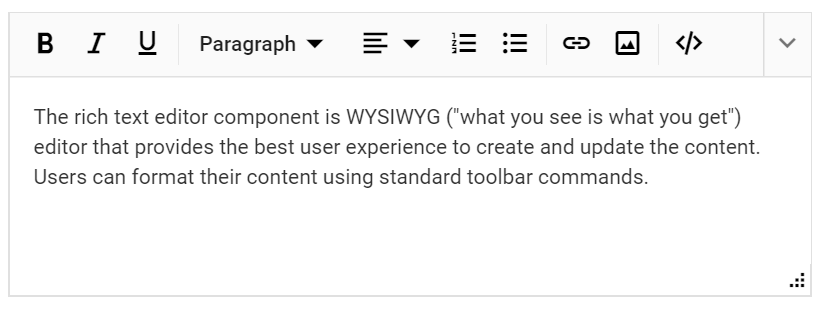 B I U Paragraph
The rich text editor component is WYSIWYG ("what you see is what you get")
editor that provides the best user experience to create and update the content.
Users can format their content using standard toolbar commands.